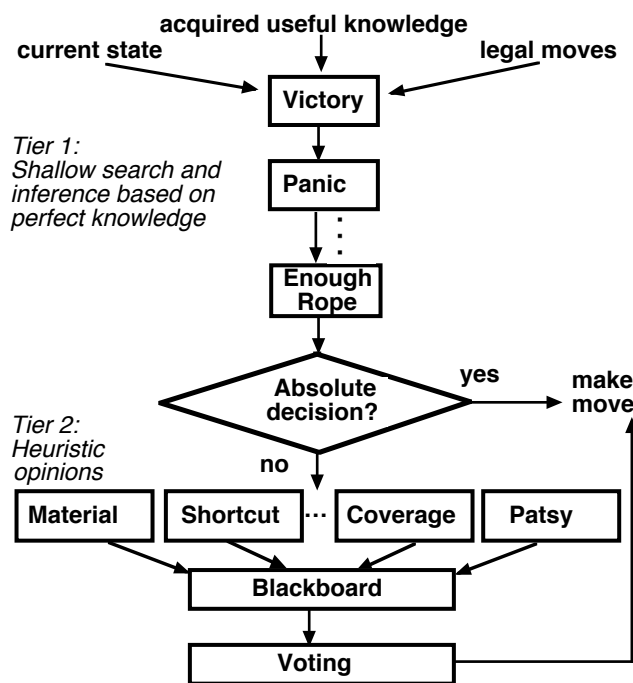 acquired useful knowledge
current state
legal moves
Victory
Tier 1:
Shallow search and
inference based on
perfect knowledge
Panic
Enough
Rope
Absolute
decision?
yes
make
move
Tier 2:
Heuristic
opinions
no
Material
Shortcut
...
Coverage
Patsy
Blackboard
Voting